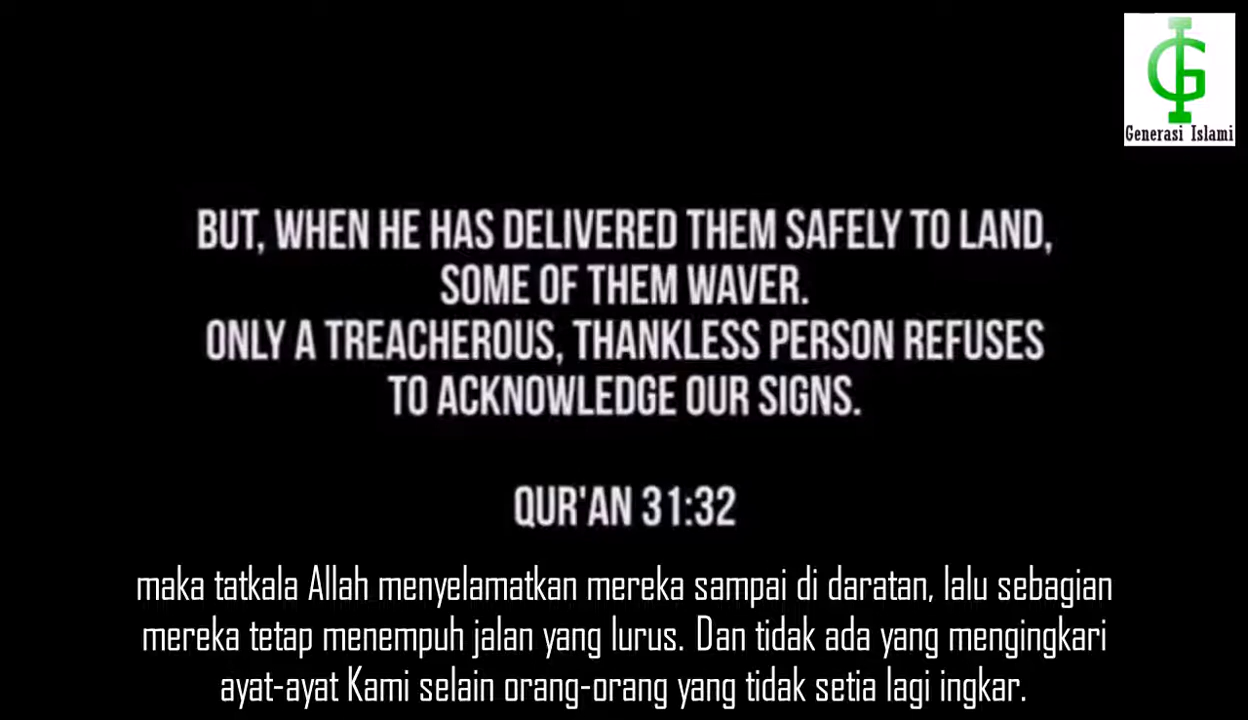 Generasi Islami
BUT, WHEN HE HAS DELIVERED THEM SAFELY TO LAND,
SOME OF THEM WAVER.
ONLY A TREACHEROUS, THANKLESS PERSON REFUSES
TO ACKNOWLEDGE OUR SIGNS.
QUR'AN 31:32
maka tatkala Allah menyelamatkan mereka sampai di daratan, lalu sebagian
mereka tetap menempuh jalan yang lurus. Dan tidak ada yang mengingkari
ayat-ayat Kami selain orang-orang yang tidak setia lagi ingkar.